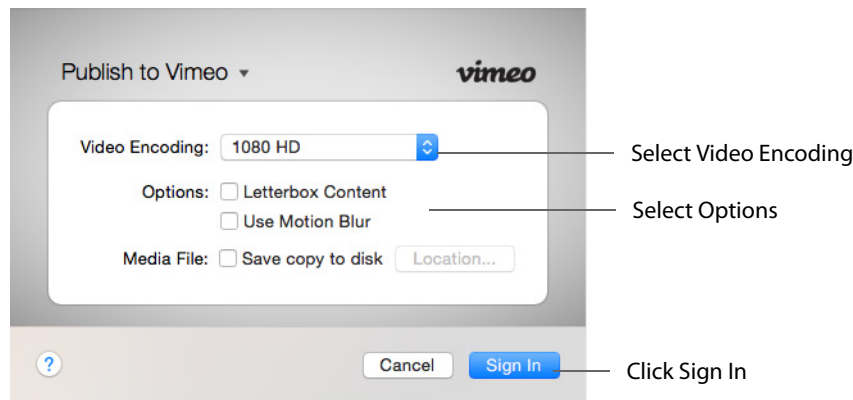 Publish to Vimeo
vimeo
Video Encoding: 1080 HD
Select Video Encoding
Options: Letterbox Content
Use Motion Blur
Select Options
Media File: Save copy to disk Location...
? Cancel Sign In
Click Sign In